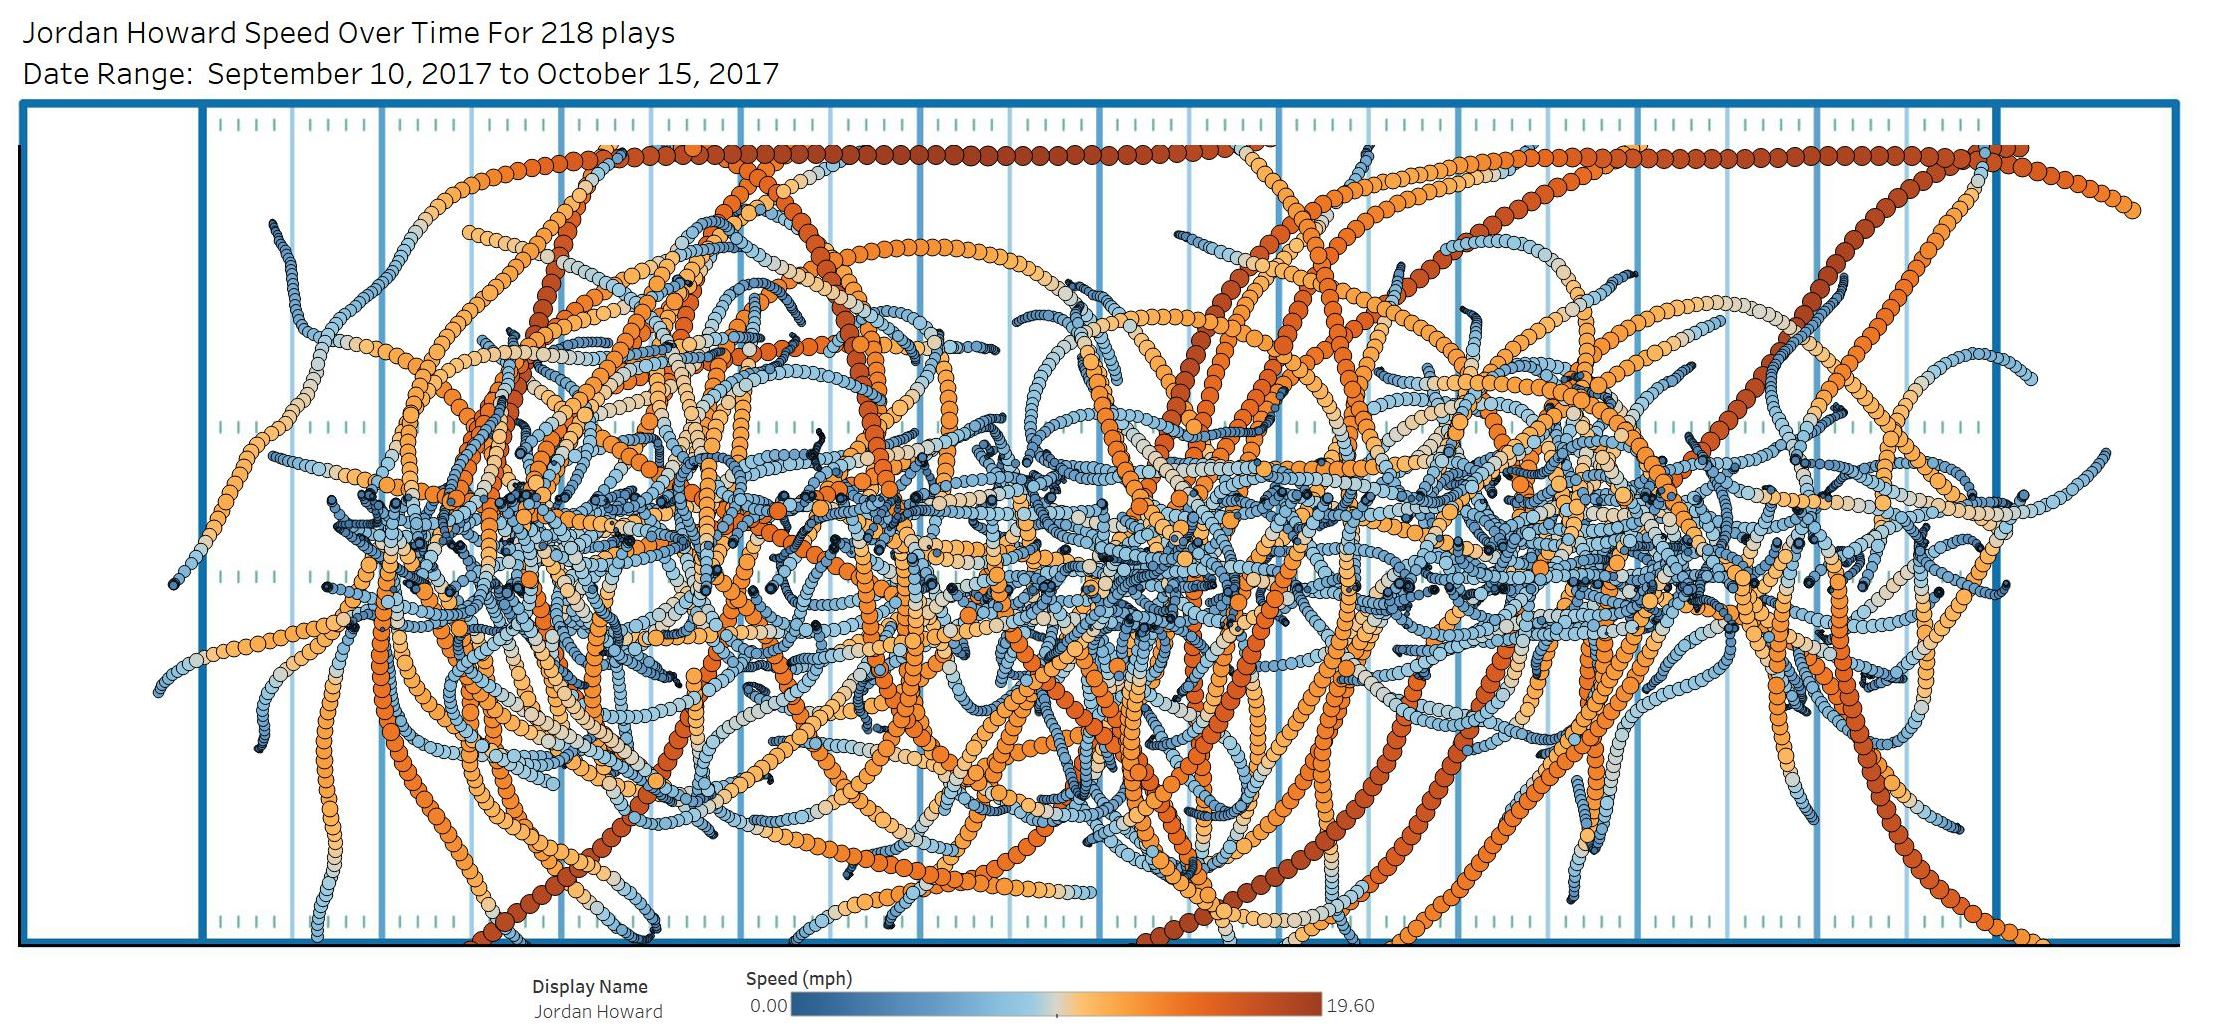 Jordan Howard Speed Over Time For 218 plays
Date Range: September 10, 2017 to October 15, 2017
Display Name
Jordan Howard
Speed (mph)
0.00 19.60